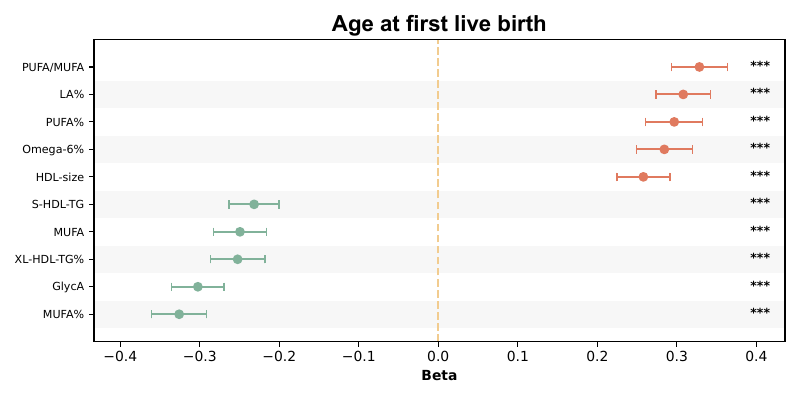 Age at first live birth
PUFA/MUFA ***
LA% ***
PUFA% ***
Omega-6% ***
HDL-size ***
S-HDL-TG ***
MUFA ***
XL-HDL-TG% ***
GlycA ***
MUFA% ***
−0.4 −0.3 −0.2 −0.1 0.0 0.1 0.2 0.3 0.4
Beta